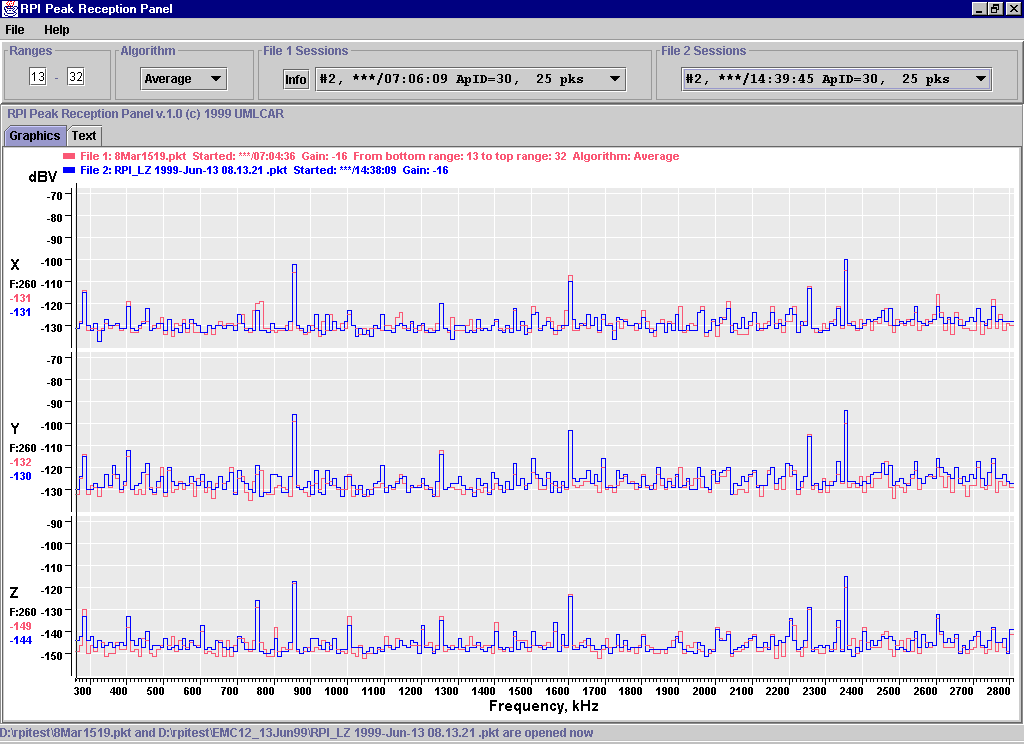 RPI Peak Reception Panel
File Help
Ranges Algorithm File 1 Sessions File 2 Sessions
13 - 32 Average Info #2, ***/07:06:09 ApID=30, 25 pks #2, ***/14:39:45 ApID=30, 25 pks
RPI Peak Reception Panel v.1.0 (c) 1999 UMLCAR
Graphics Text
File 1: 8Mar1519.pkt Started: ***/07:04:36 Gain: -16 From bottom range: 13 to top range: 32 Algorithm: Average
File 2: RPI_LZ 1999-Jun-13 08.13.21 .pkt Started: ***/14:38:09 Gain: -16
dBV
-70
-80
-90
X -100
F:260 -110
-131
-131 -120
-130
-70
-80
-90
Y -100
F:260 -110
-132
-130 -120
-130
-90
-100
-110
Z -120
F:260 -130
-149
-144 -140
-150
300 400 500 600 700 800 900 1000 1100 1200 1300 1400 1500 1600 1700 1800 1900 2000 2100 2200 2300 2400 2500 2600 2700 2800
Frequency, kHz
D:\rpitest\8Mar1519.pkt and D:\rpitest\EMC12_13Jun99\RPI_LZ 1999-Jun-13 08.13.21 .pkt are opened now